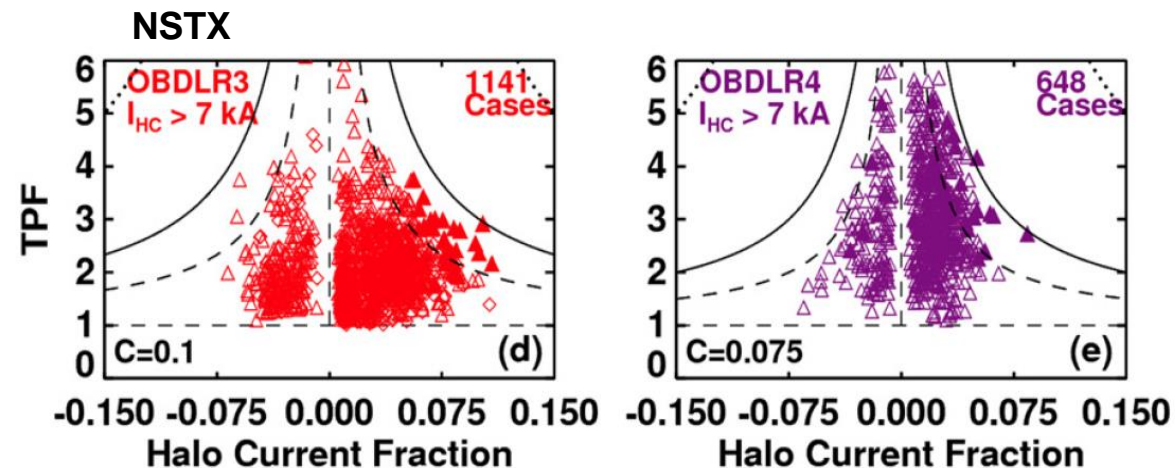 NSTX
OBDLR3
I_HC > 7 kA
1141
Cases
6
5
4
3
2
1
0
TPF
C=0.1
(d)
-0.150 -0.075 0.000 0.075 0.150
Halo Current Fraction
OBDLR4
I_HC > 7 kA
648
Cases
6
5
4
3
2
1
0
C=0.075
(e)
-0.150 -0.075 0.000 0.075 0.150
Halo Current Fraction